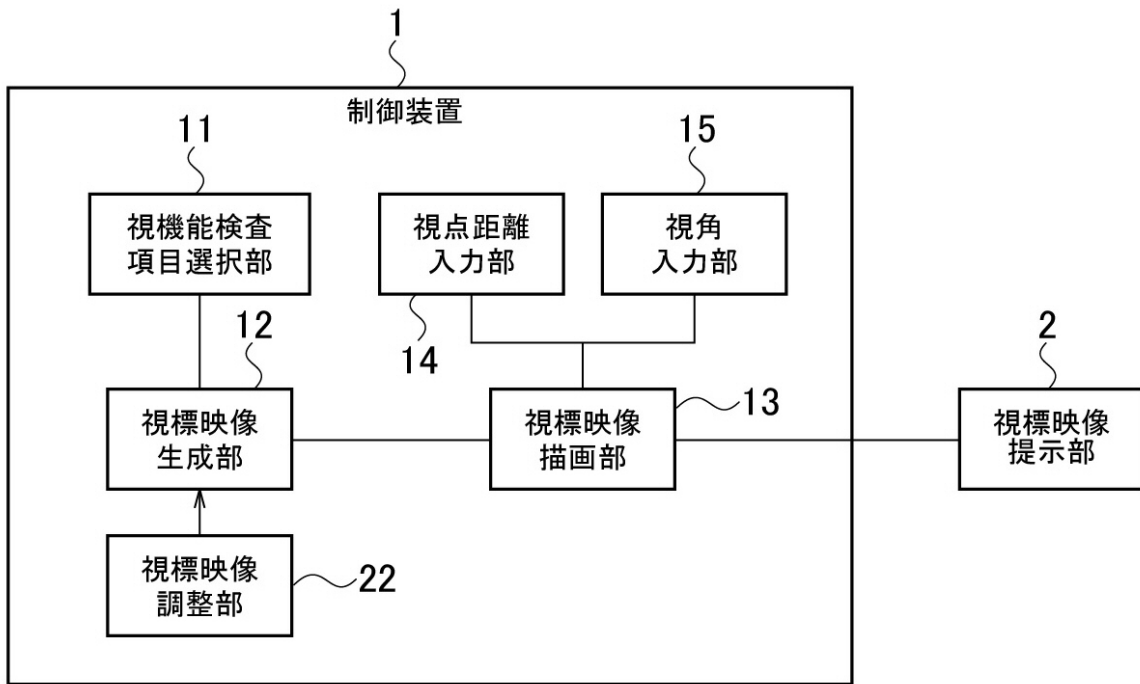 1
制御装置
11
視機能検査
項目選択部
視点距離
入力部
14
15
視角
入力部
12
視標映像
生成部
視標映像
描画部
13
2
視標映像
提示部
視標映像
調整部
22